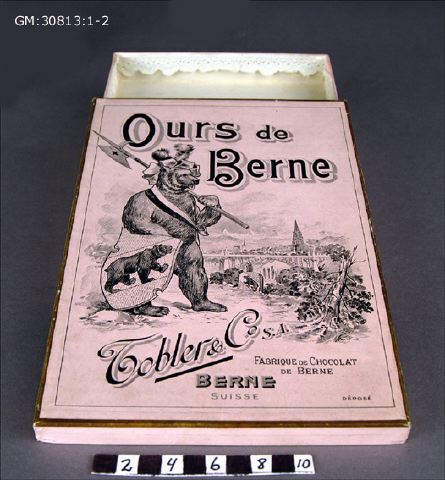 GM:30813:1-2
Ours de
Berne
Tobler & Co S.A.
FABRIQUE DE CHOCOLAT
DE BERNE
BERNE
SUISSE
DÉPOSÉ
2 4 6 8 10